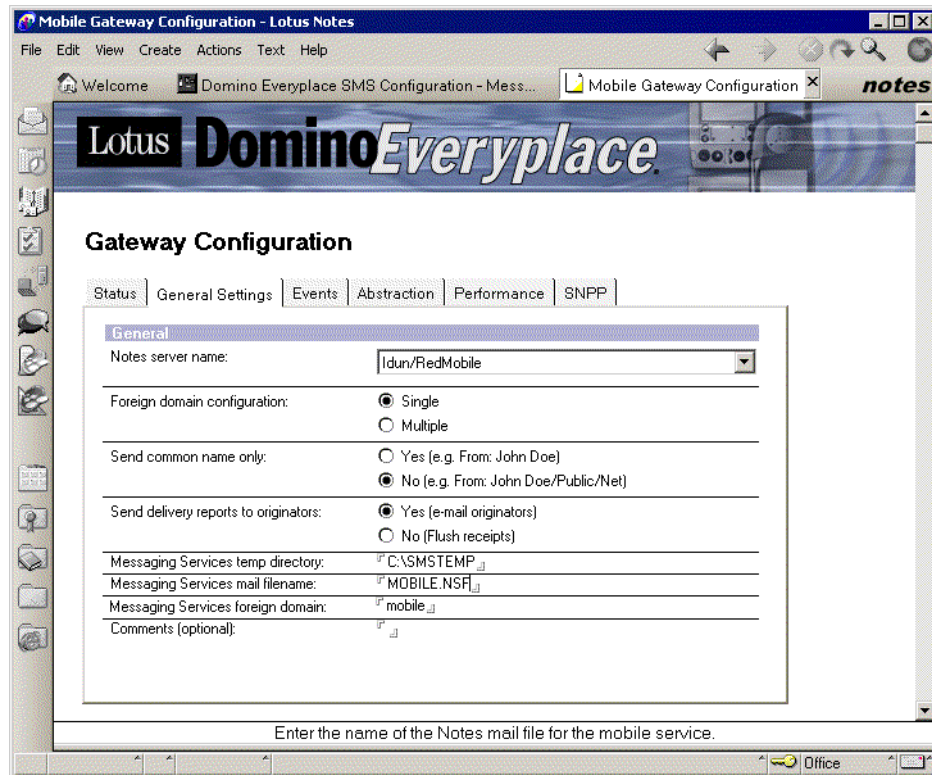 Mobile Gateway Configuration - Lotus Notes
File Edit View Create Actions Text Help
Welcome Domino Everyplace SMS Configuration - Mess... Mobile Gateway Configuration notes
Lotus Domino Everyplace.
Gateway Configuration
Status General Settings Events Abstraction Performance SNPP
General
Notes server name: Idun/RedMobile
Foreign domain configuration: Single
Multiple
Send common name only: Yes (e.g. From: John Doe)
No (e.g. From: John Doe/Public/Net)
Send delivery reports to originators: Yes (e-mail originators)
No (Flush receipts)
Messaging Services temp directory: C:\SMSTEMP
Messaging Services mail filename: MOBILE.NSF
Messaging Services foreign domain: mobile
Comments (optional):
Enter the name of the Notes mail file for the mobile service.
Office